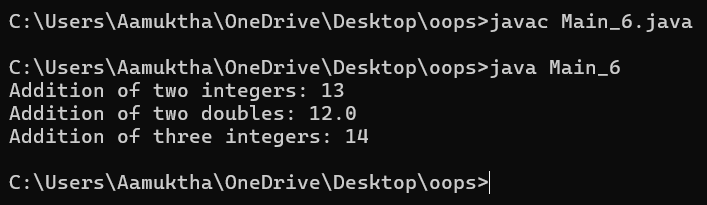 C:\Users\Aamuktha\OneDrive\Desktop\oops>javac Main_6.java
C:\Users\Aamuktha\OneDrive\Desktop\oops>java Main_6
Addition of two integers: 13
Addition of two doubles: 12.0
Addition of three integers: 14
C:\Users\Aamuktha\OneDrive\Desktop\oops>